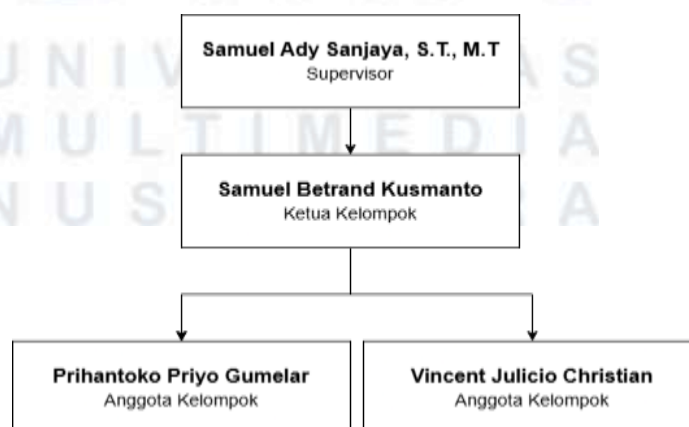 Samuel Ady Sanjaya, S.T., M.T
Supervisor
Samuel Betrand Kusmanto
Ketua Kelompok
Prihantoko Priyo Gumelar
Anggota Kelompok
Vincent Julicio Christian
Anggota Kelompok